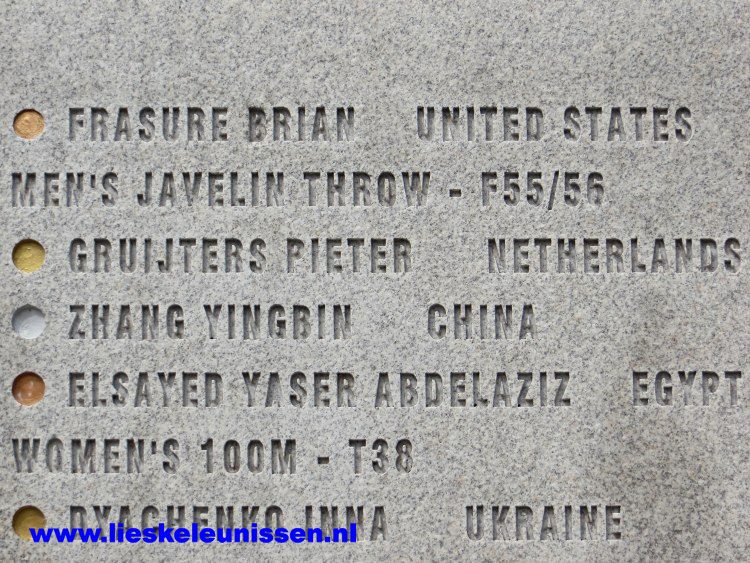 FRASURE BRIAN UNITED STATES
MEN'S JAVELIN THROW - F55/56
GRUIJTERS PIETER NETHERLANDS
ZHANG YINGBIN CHINA
ELSAYED YASER ABDELAZIZ EGYPT
WOMEN'S 100M - T38
DYACHENKO INNA UKRAINE
www.lieskeleunissen.nl